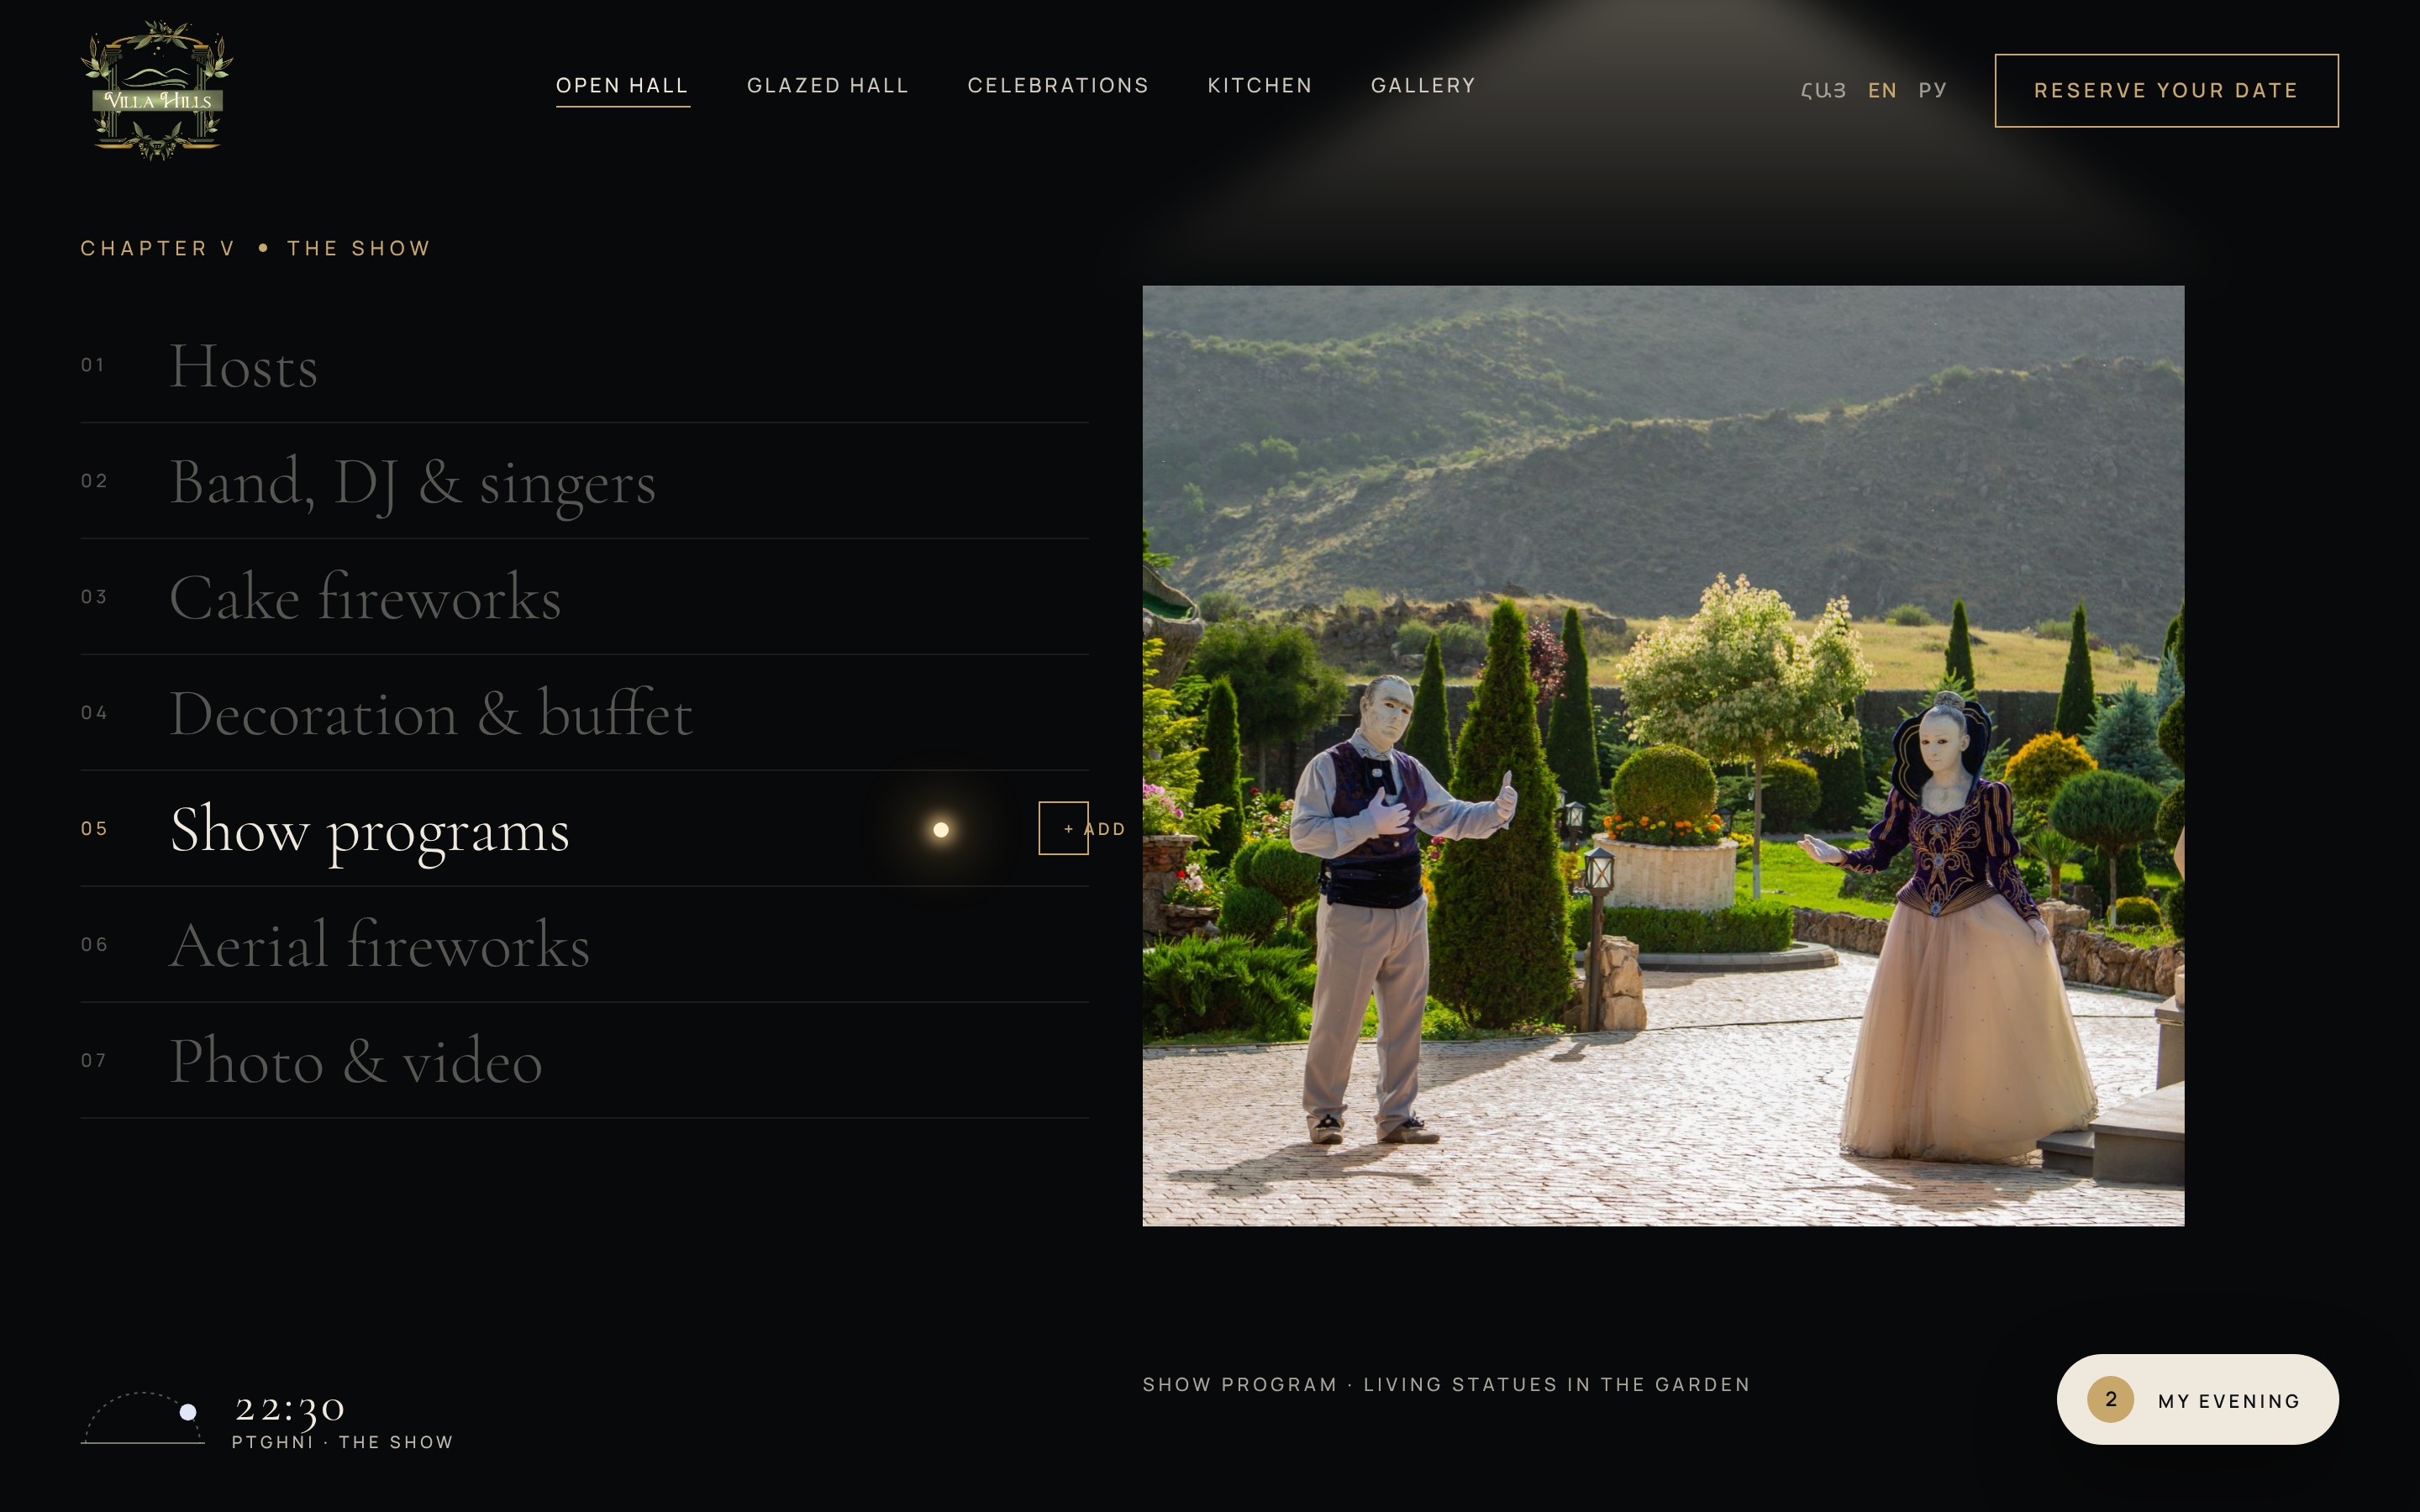 VILLA HILLS
OPEN HALL
GLAZED HALL
CELEBRATIONS
KITCHEN
GALLERY
ՀԱՅ EN РУ
RESERVE YOUR DATE
CHAPTER V • THE SHOW
01 Hosts
02 Band, DJ & singers
03 Cake fireworks
04 Decoration & buffet
05 Show programs
+ ADD
06 Aerial fireworks
07 Photo & video
SHOW PROGRAM · LIVING STATUES IN THE GARDEN
22:30
PTGHNI · THE SHOW
2 MY EVENING